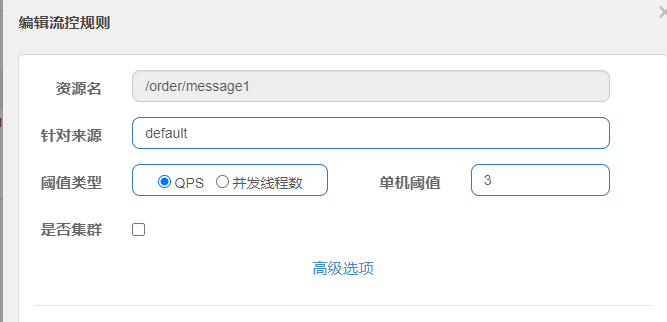 编辑流控规则
资源名 /order/message1
针对来源 default
阈值类型 QPS 并发线程数 单机阈值 3
是否集群
高级选项